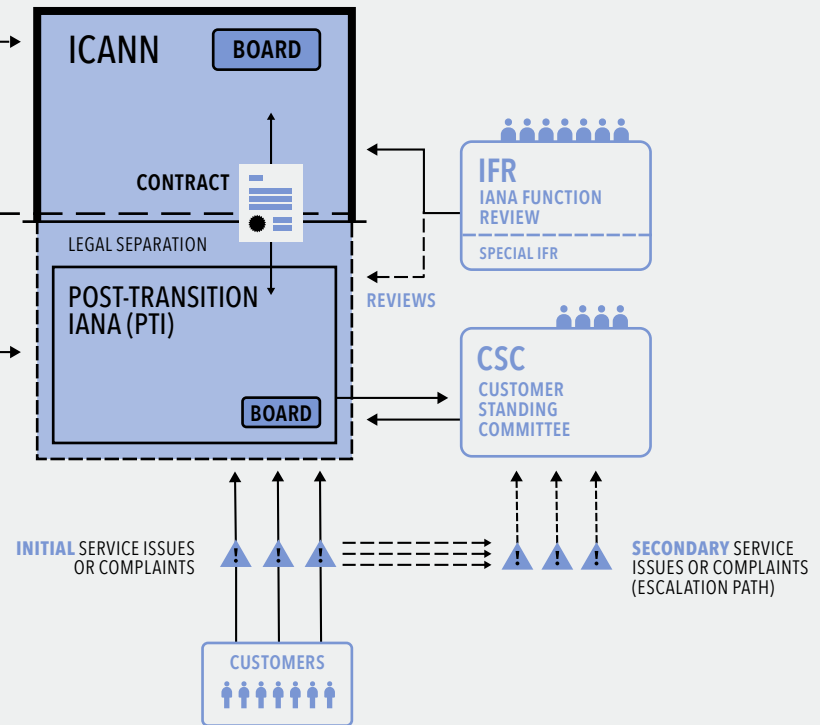 ICANN
BOARD
CONTRACT
LEGAL SEPARATION
POST-TRANSITION
IANA (PTI)
BOARD
IFR
IANA FUNCTION
REVIEW
SPECIAL IFR
REVIEWS
CSC
CUSTOMER
STANDING
COMMITTEE
INITIAL SERVICE ISSUES
OR COMPLAINTS
! ! ! ! ! !
SECONDARY SERVICE
ISSUES OR COMPLAINTS
(ESCALATION PATH)
CUSTOMERS